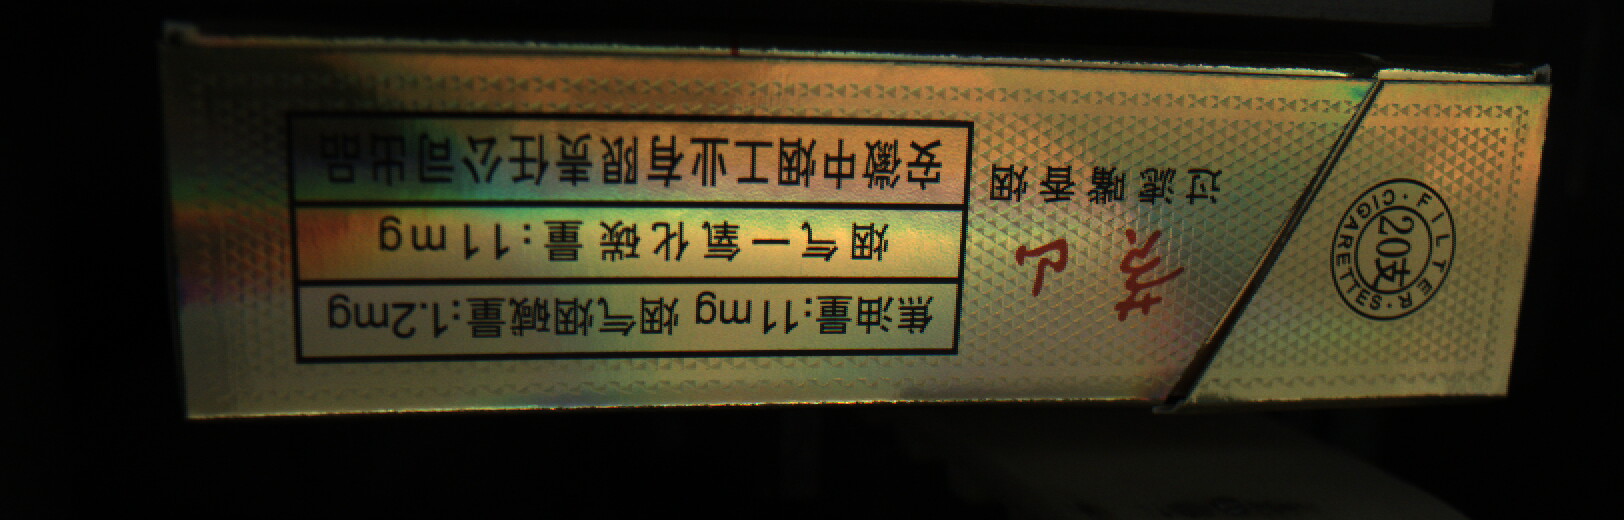 FILTER·CIGARETTES·
20支
黄山
过滤嘴香烟
焦油量:11mg 烟气烟碱量:1.2mg
烟气一氧化碳量:11mg
安徽中烟工业有限责任公司出品